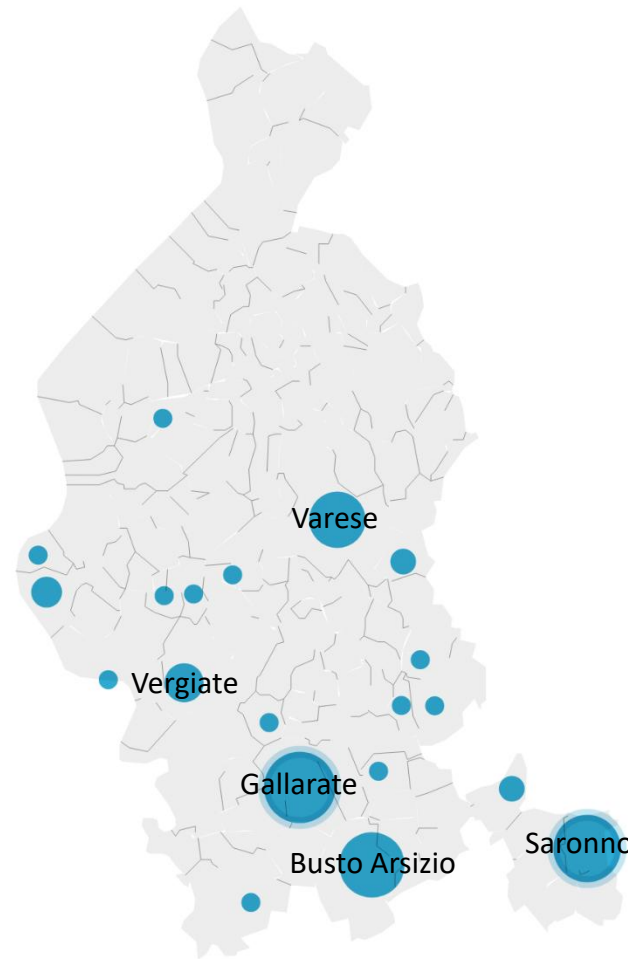 Varese
Vergiate
Gallarate
Busto Arsizio
Saronno